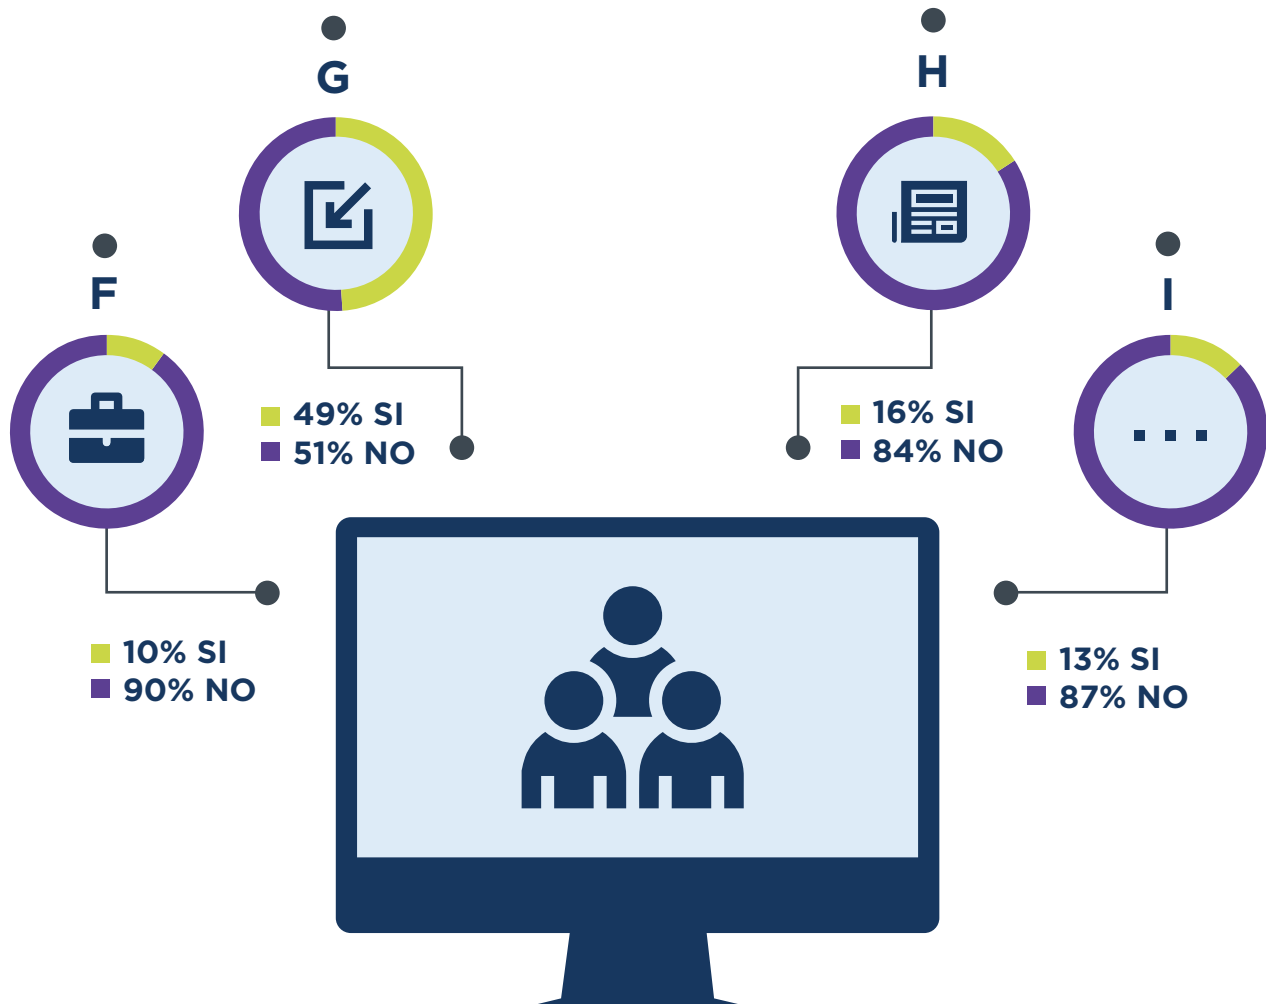 G
H
F
I
49% SI
51% NO
16% SI
84% NO
10% SI
90% NO
13% SI
87% NO